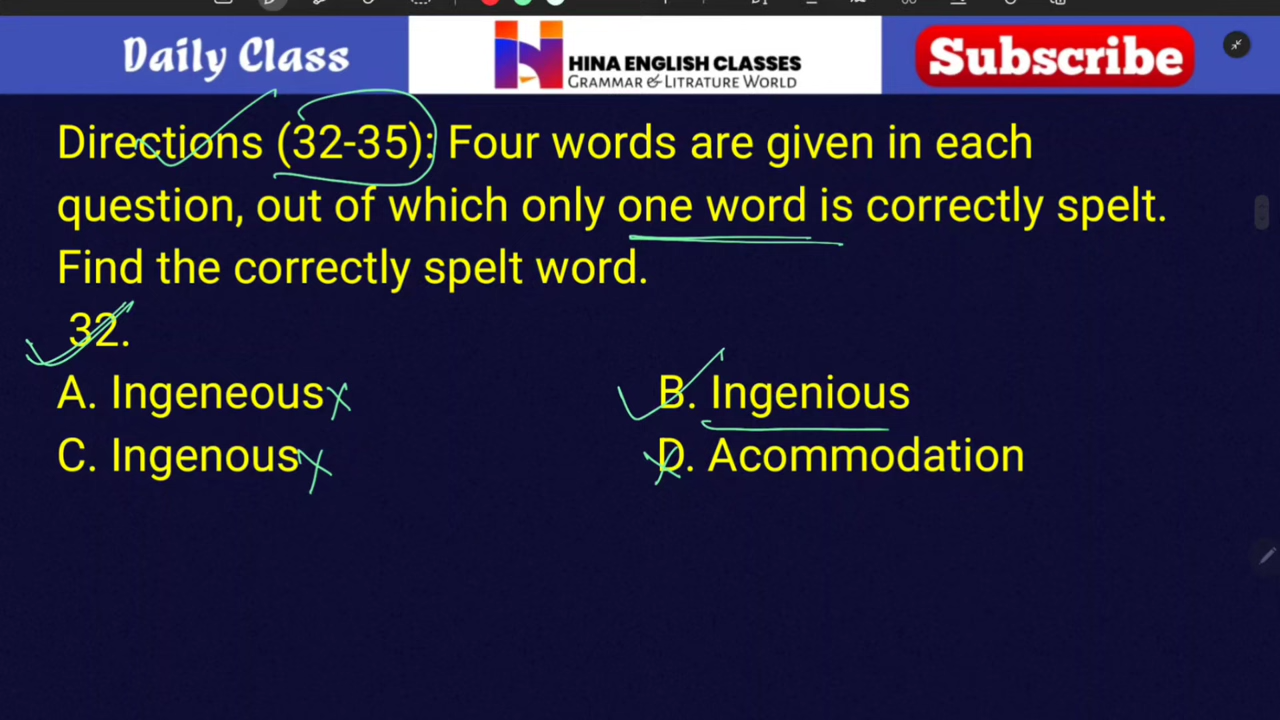 Daily Class
HINA ENGLISH CLASSES
GRAMMAR & LITRATURE WORLD
Subscribe
Directions (32-35): Four words are given in each
question, out of which only one word is correctly spelt.
Find the correctly spelt word.
32.
A. Ingeneous x
B. Ingenious
C. Ingenous x
D. Acommodation